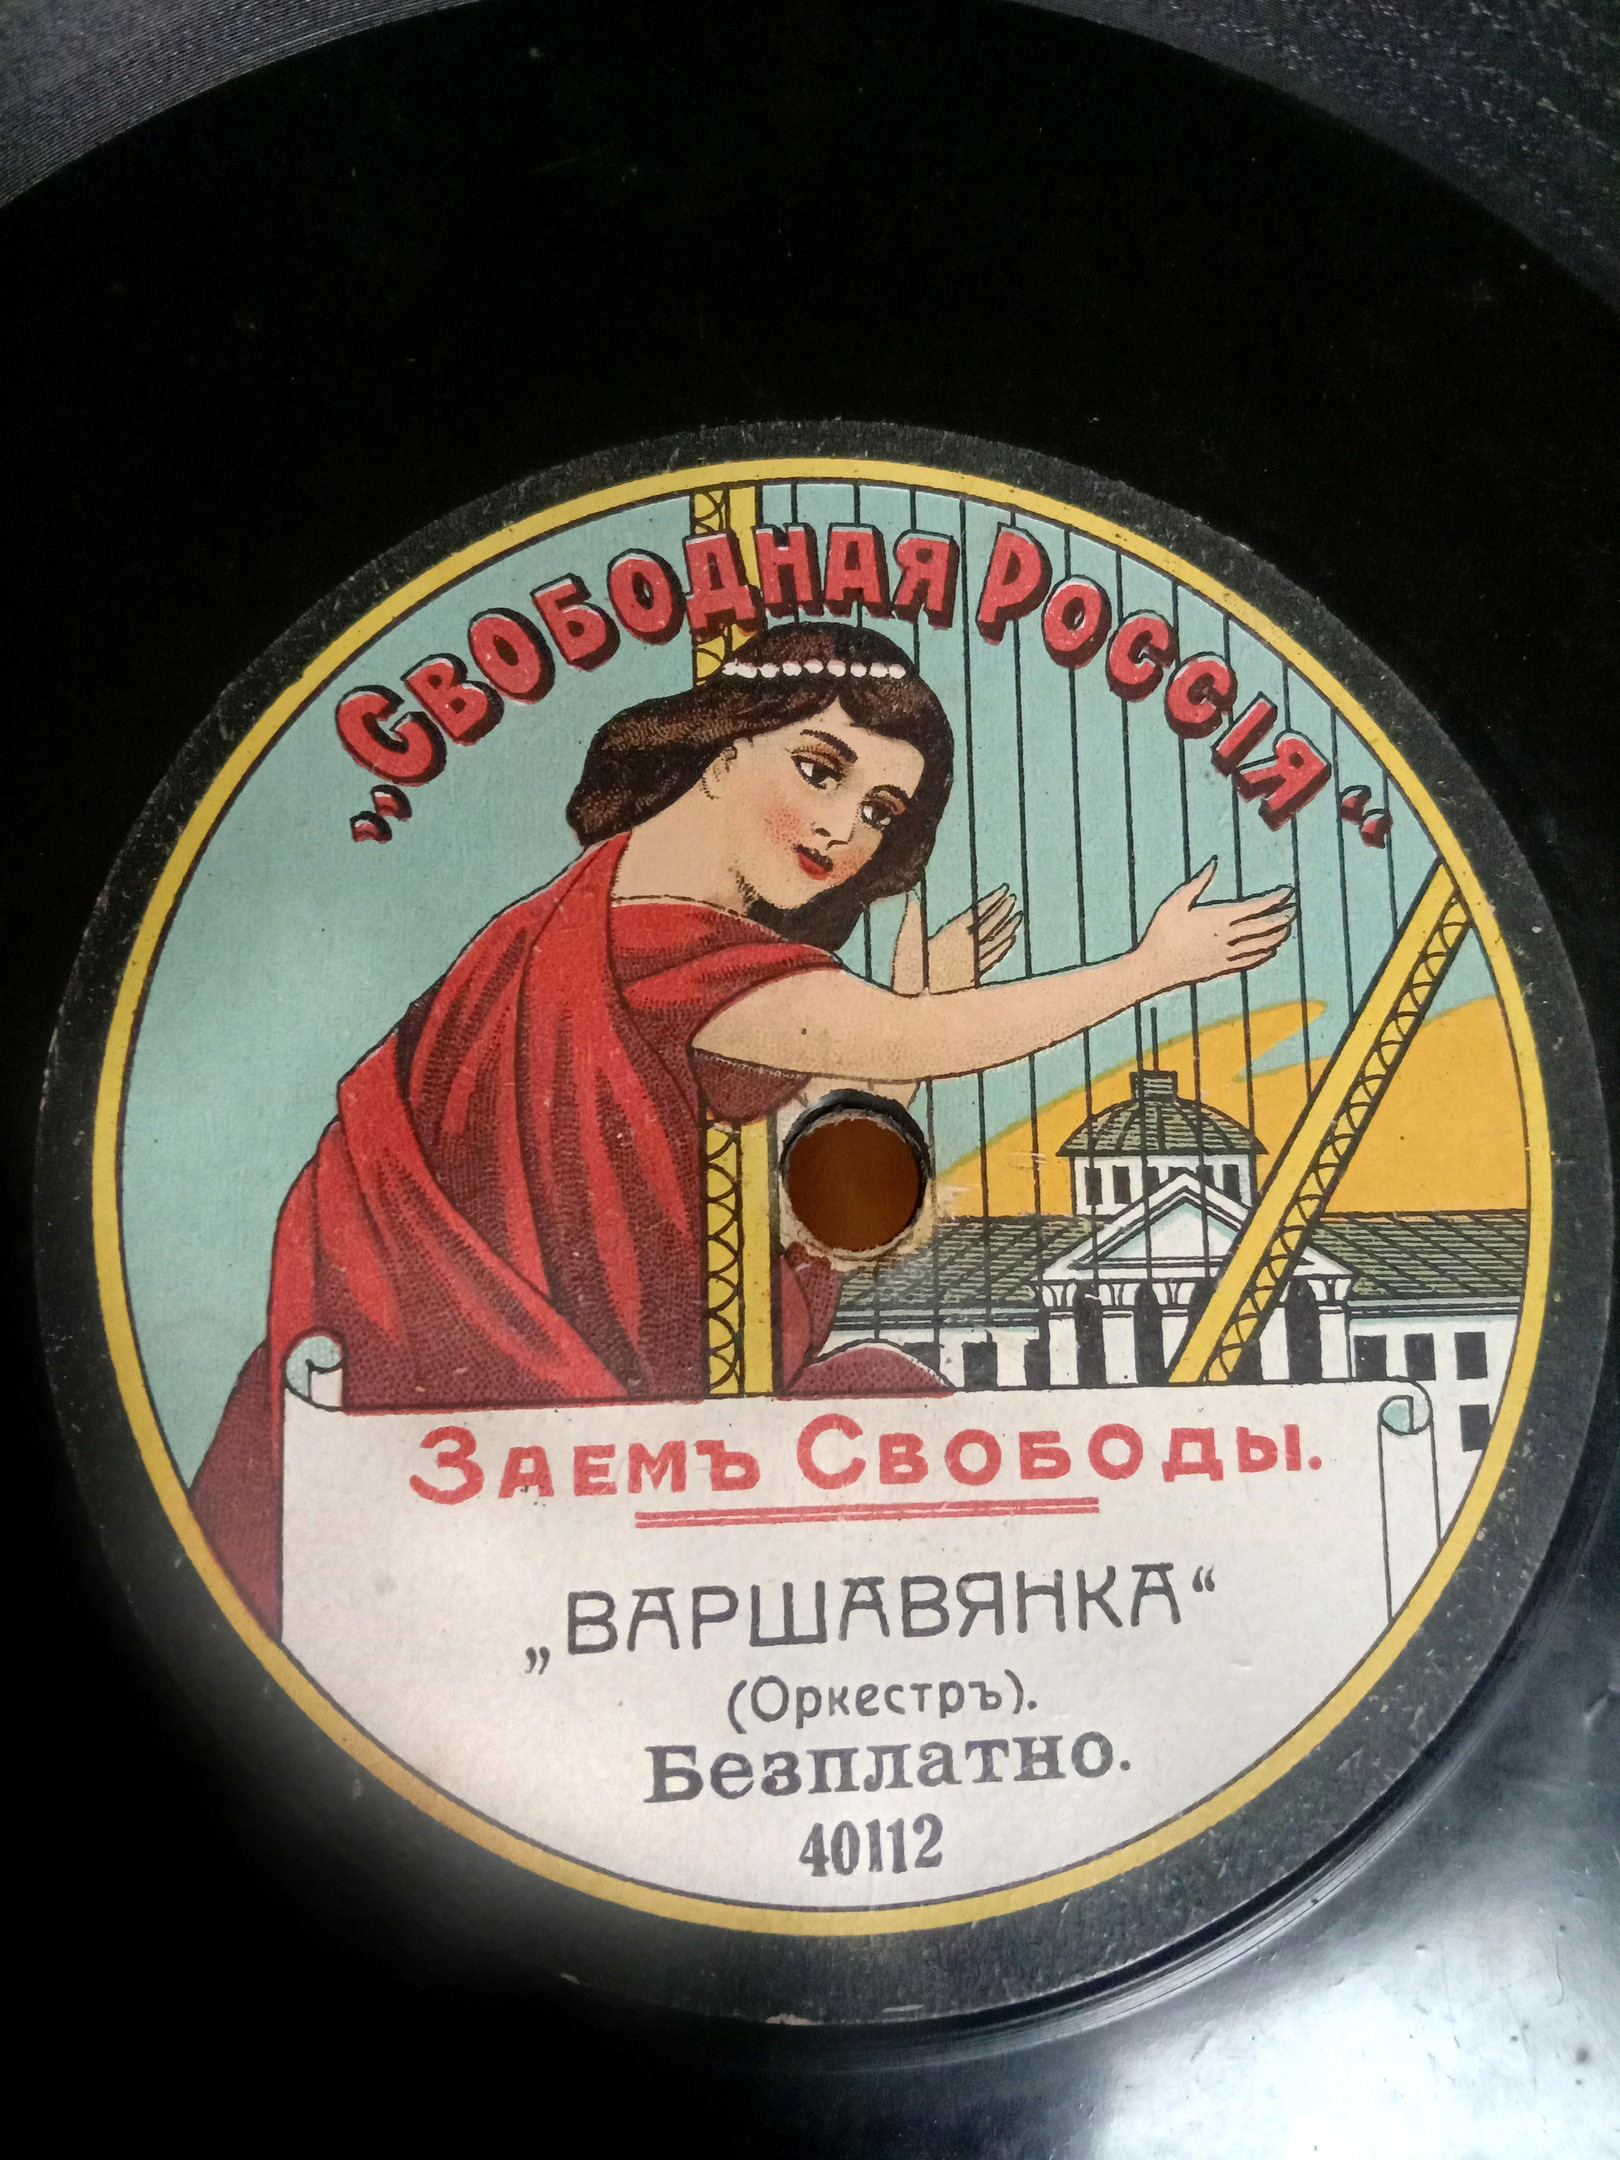 „Свободная Россія“
Заемъ Свободы.
„ВАРШАВЯНКА“
(Оркестръ).
Безплатно.
40112